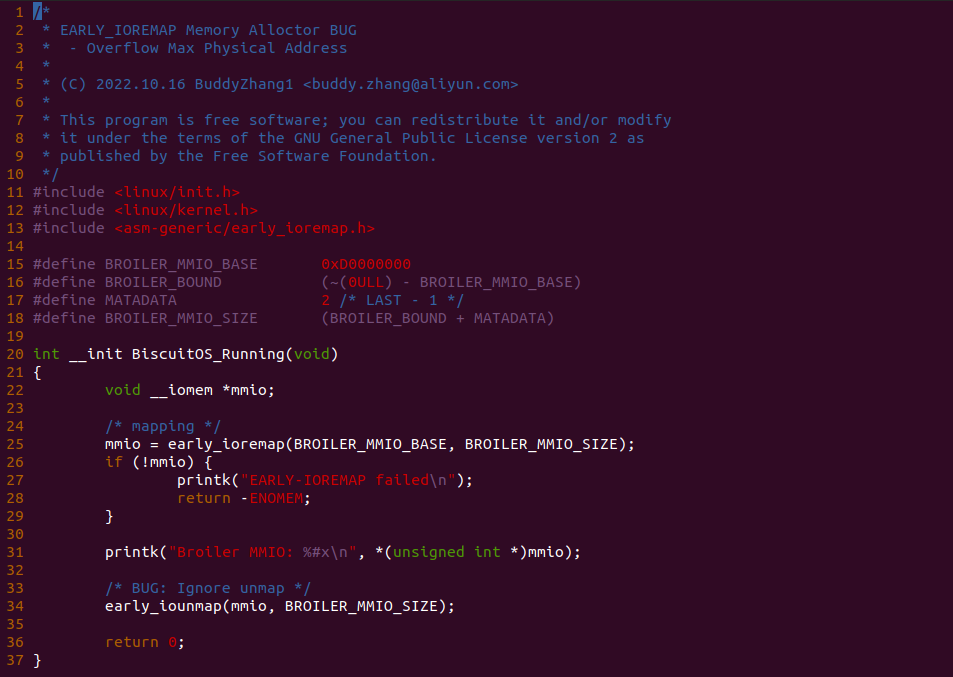 1 /*
2  * EARLY_IOREMAP Memory Alloctor BUG
3  *  - Overflow Max Physical Address
4  *
5  * (C) 2022.10.16 BuddyZhang1 <buddy.zhang@aliyun.com>
6  *
7  * This program is free software; you can redistribute it and/or modify
8  * it under the terms of the GNU General Public License version 2 as
9  * published by the Free Software Foundation.
10  */
11 #include <linux/init.h>
12 #include <linux/kernel.h>
13 #include <asm-generic/early_ioremap.h>
14
15 #define BROILER_MMIO_BASE       0xD0000000
16 #define BROILER_BOUND           (~(0ULL) - BROILER_MMIO_BASE)
17 #define MATADATA                2 /* LAST - 1 */
18 #define BROILER_MMIO_SIZE       (BROILER_BOUND + MATADATA)
19
20 int __init BiscuitOS_Running(void)
21 {
22         void __iomem *mmio;
23
24         /* mapping */
25         mmio = early_ioremap(BROILER_MMIO_BASE, BROILER_MMIO_SIZE);
26         if (!mmio) {
27                 printk("EARLY-IOREMAP failed\n");
28                 return -ENOMEM;
29         }
30
31         printk("Broiler MMIO: %#x\n", *(unsigned int *)mmio);
32
33         /* BUG: Ignore unmap */
34         early_iounmap(mmio, BROILER_MMIO_SIZE);
35
36         return 0;
37 }